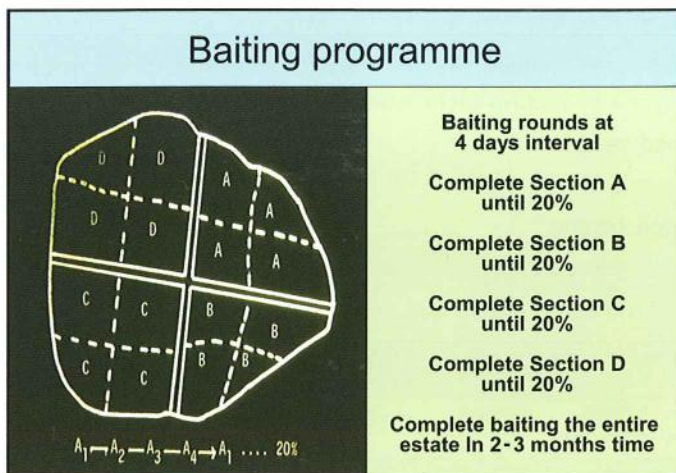 Baiting programme
D D A A
D D A A
C C B B
C C B B
A₁ → A₂ — A₃ — A₄ → A₁ .... 20%
Baiting rounds at
4 days interval
Complete Section A
until 20%
Complete Section B
until 20%
Complete Section C
until 20%
Complete Section D
until 20%
Complete baiting the entire
estate In 2-3 months time